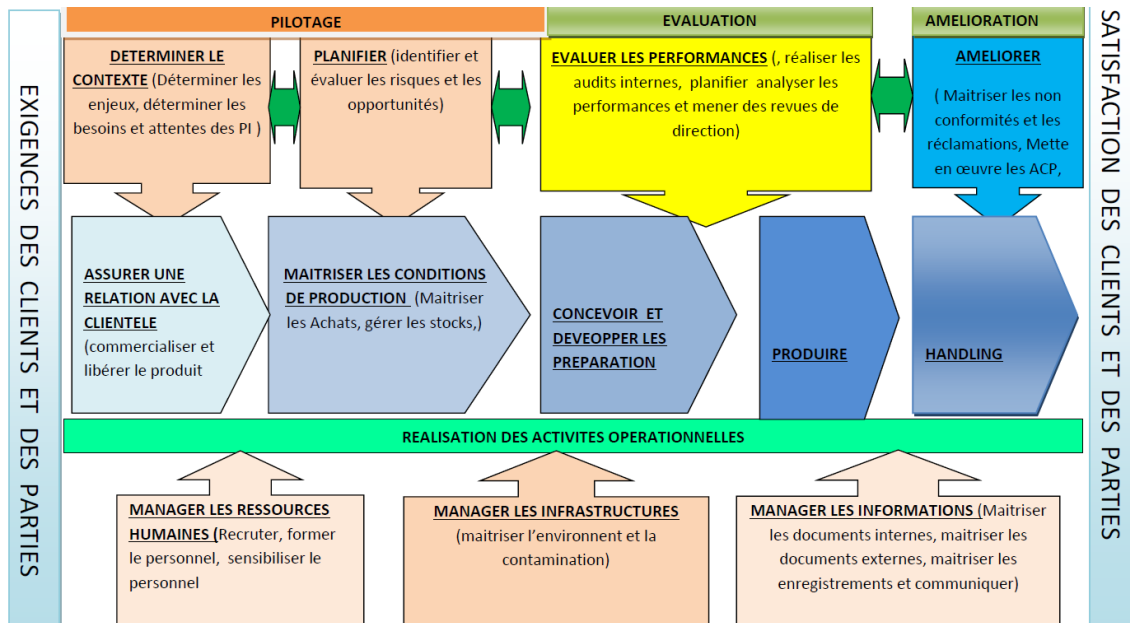 EXIGENCES DES CLIENTS ET DES PARTIES
PILOTAGE
EVALUATION
AMELIORATION
DETERMINER LE
CONTEXTE (Déterminer les
enjeux, déterminer les
besoins et attentes des PI )
PLANIFIER (identifier et
évaluer les risques et les
opportunités)
EVALUER LES PERFORMANCES (, réaliser les
audits internes,  planifier  analyser les
performances et mener des revues de
direction)
AMELIORER
( Maitriser les non
conformités et les
réclamations, Mette
en œuvre les ACP,
ASSURER UNE
RELATION AVEC LA
CLIENTELE
(commercialiser et
libérer le produit
MAITRISER LES CONDITIONS
DE PRODUCTION  (Maitriser
les Achats, gérer les stocks,)
CONCEVOIR  ET
DEVEOPPER LES
PREPARATION
PRODUIRE
HANDLING
REALISATION DES ACTIVITES OPERATIONNELLES
MANAGER LES RESSOURCES
HUMAINES (Recruter, former
le personnel,  sensibiliser le
personnel
MANAGER LES INFRASTRUCTURES
(maitriser l'environnent et la
contamination)
MANAGER LES INFORMATIONS (Maitriser
les documents internes, maitriser les
documents externes, maitriser les
enregistrements et communiquer)
SATISFACTION DES CLIENTS ET DES PARTIES